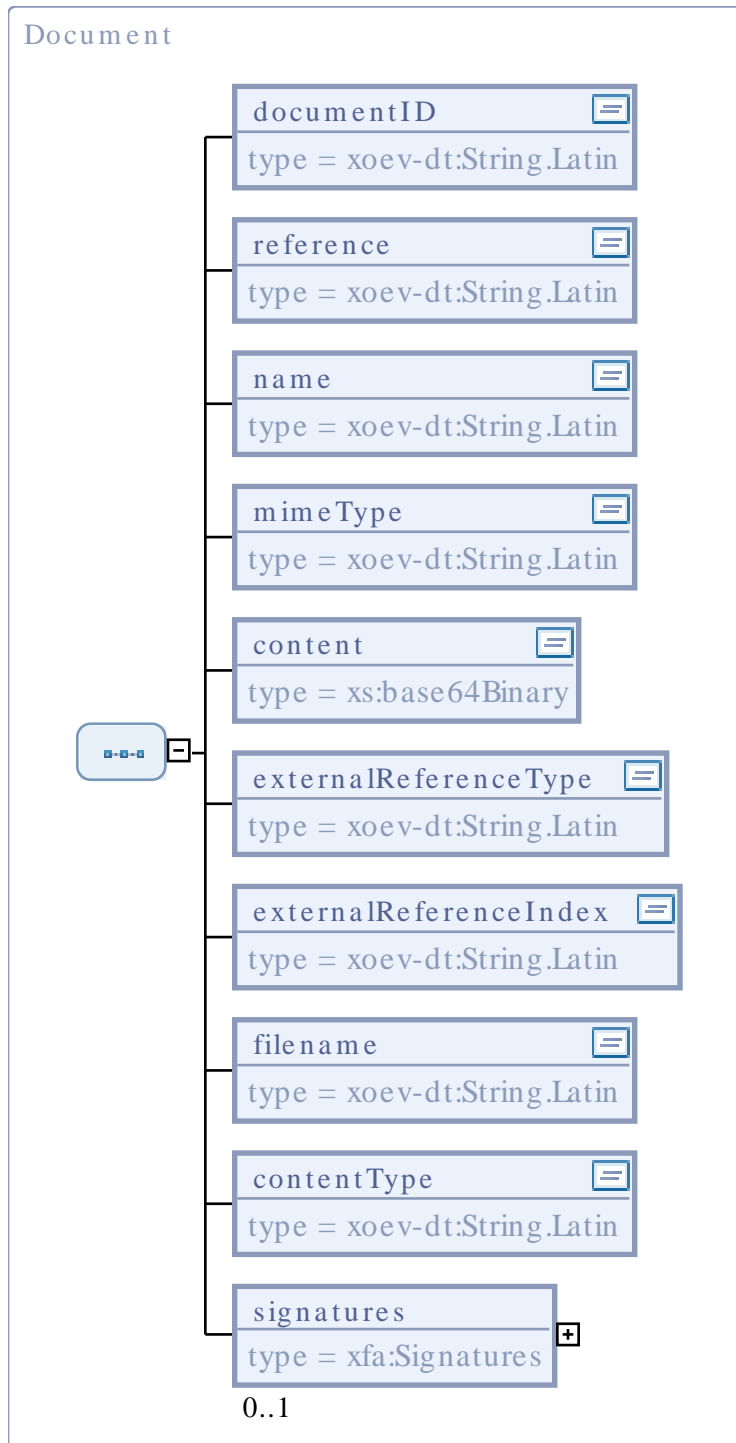 Document
documentID
type = xoev-dt:String.Latin
reference
type = xoev-dt:String.Latin
name
type = xoev-dt:String.Latin
mimeType
type = xoev-dt:String.Latin
content
type = xs:base64Binary
externalReferenceType
type = xoev-dt:String.Latin
externalReferenceIndex
type = xoev-dt:String.Latin
filename
type = xoev-dt:String.Latin
contentType
type = xoev-dt:String.Latin
signatures
type = xfa:Signatures
0..1